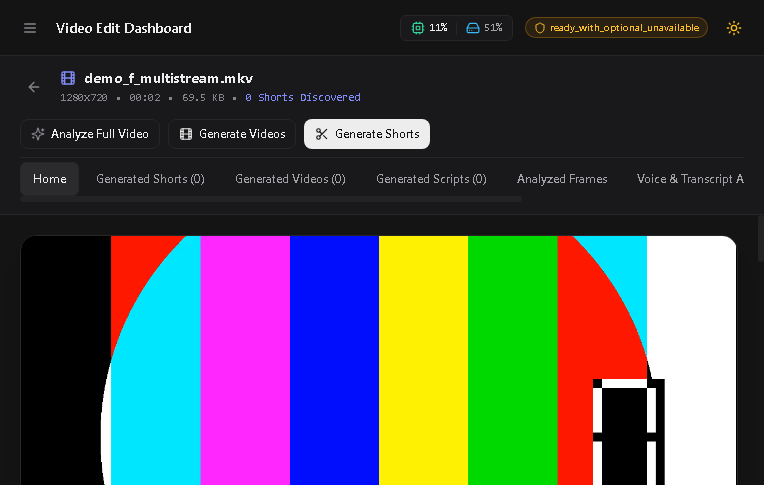 Video Edit Dashboard
11%
51%
ready_with_optional_unavailable
demo_f_multistream.mkv
1280x720 • 00:02 • 69.5 KB • 0 Shorts Discovered
Analyze Full Video
Generate Videos
Generate Shorts
Home
Generated Shorts (0)
Generated Videos (0)
Generated Scripts (0)
Analyzed Frames
Voice & Transcript A